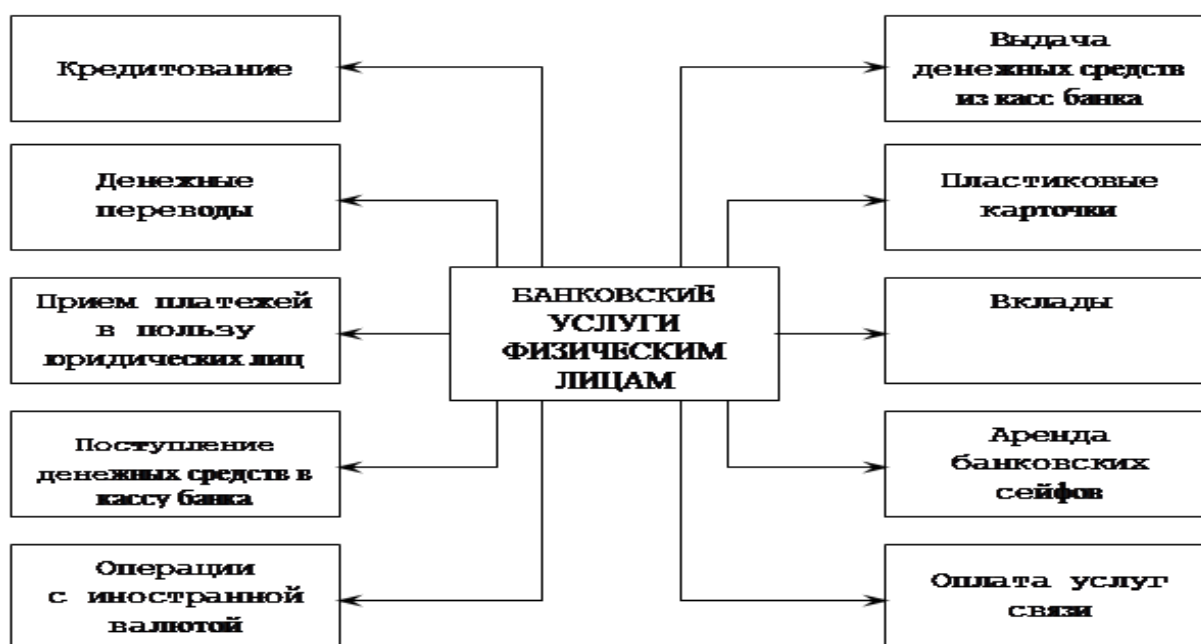 Кредитование
Выдача
денежных средств
из касс банка
Денежные
переводы
Пластиковые
карточки
Прием платежей
в пользу
юридических лиц
БАНКОВСКИЕ
УСЛУГИ
ФИЗИЧЕСКИМ
ЛИЦАМ
Вклады
Поступление
денежных средств в
кассу банка
Аренда
банковских
сейфов
Операции
с иностранной
валютой
Оплата услуг
связи